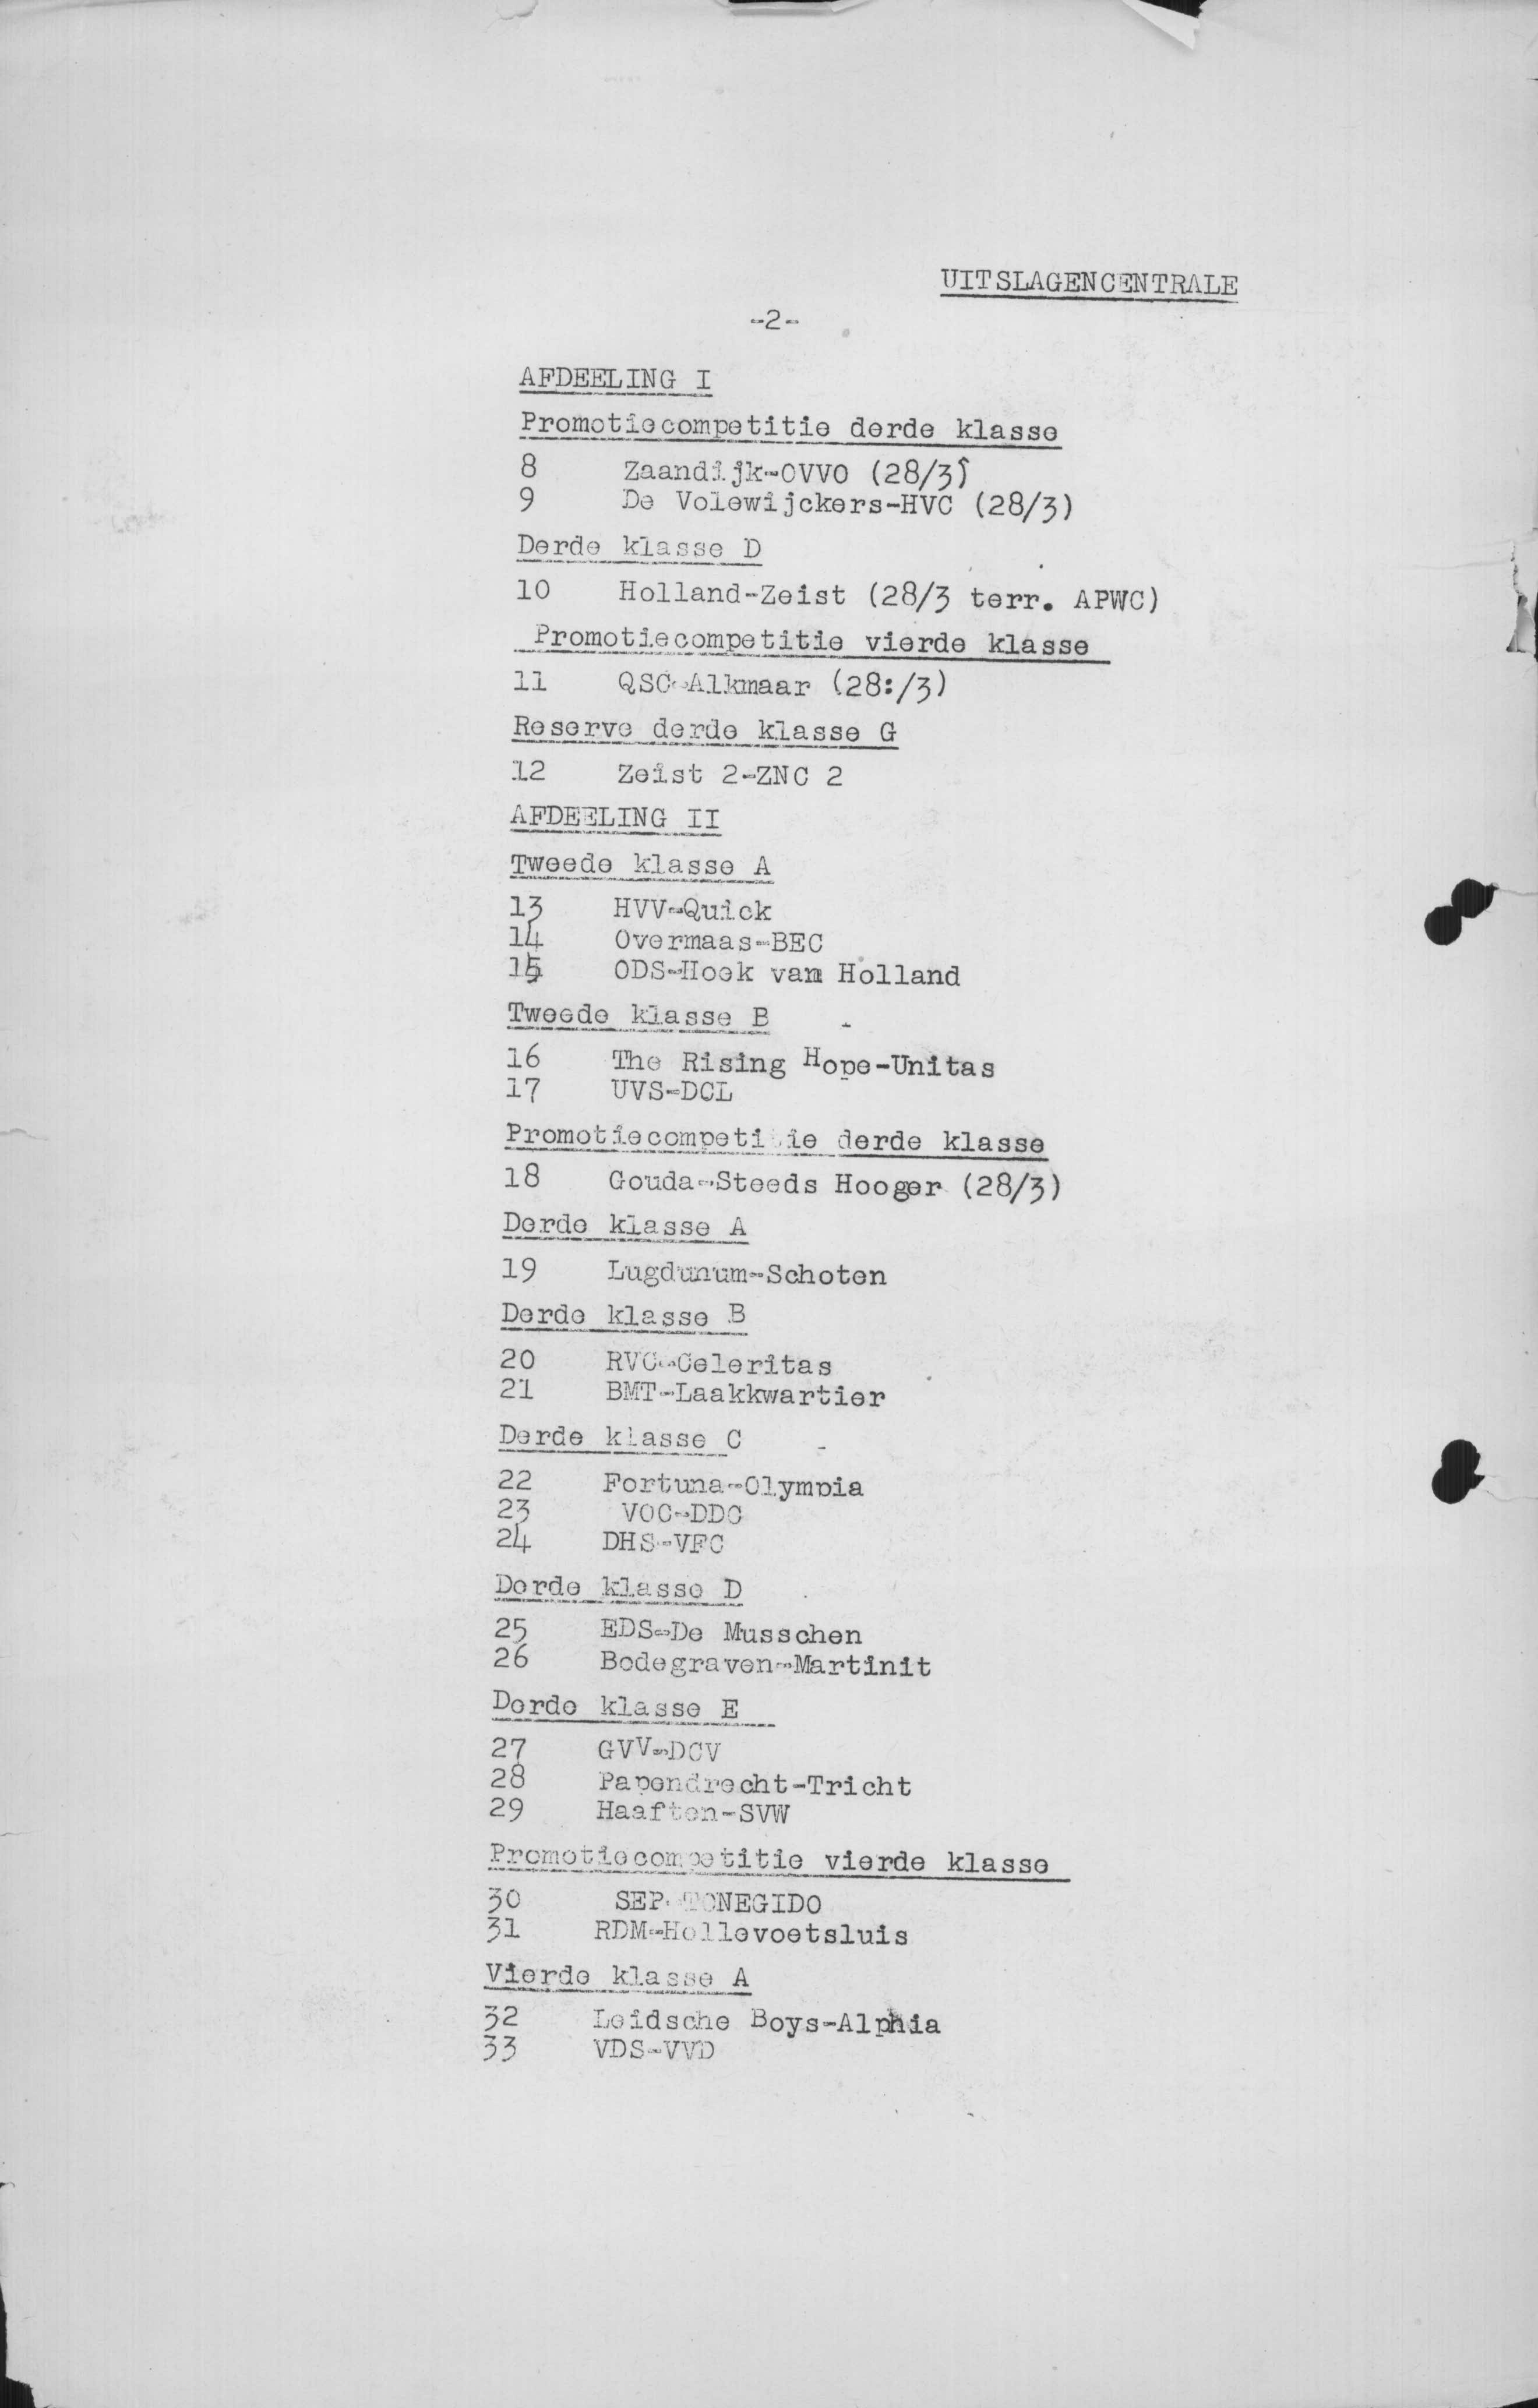 UITSLAGENCENTRALE
-2-
AFDEELING I
Promotiecompetitie derde klasse
8 Zaandijk-OVVO (28/3)
9 De Volewijckers-HVC (28/3)
Derde klasse D
10 Holland-Zeist (28/3 terr. APWC)
Promotiecompetitie vierde klasse
11 QSC-Alkmaar (28:/3)
Reserve derde klasse G
12 Zeist 2-ZNC 2
AFDEELING II
Tweede klasse A
13 HVV-Quick
14 Overmaas-BEC
15 ODS-Hoek van Holland
Tweede klasse B
16 The Rising Hope-Unitas
17 UVS-DCL
Promotiecompetitie derde klasse
18 Gouda-Steeds Hooger (28/3)
Derde klasse A
19 Lugdunum-Schoten
Derde klasse B
20 RVC-Celeritas
21 BMT-Laakkwartier
Derde klasse C
22 Fortuna-Olympia
23 VOC-DDC
24 DHS-VFC
Derde klasse D
25 EDS-De Musschen
26 Bodegraven-Martinit
Derde klasse E
27 GVV-DCV
28 Papendrecht-Tricht
29 Haaften-SVW
Promotiecompetitie vierde klasse
30 SEP-TONEGIDO
31 RDM-Hellevoetsluis
Vierde klasse A
32 Leidsche Boys-Alphia
33 VDS-VVD